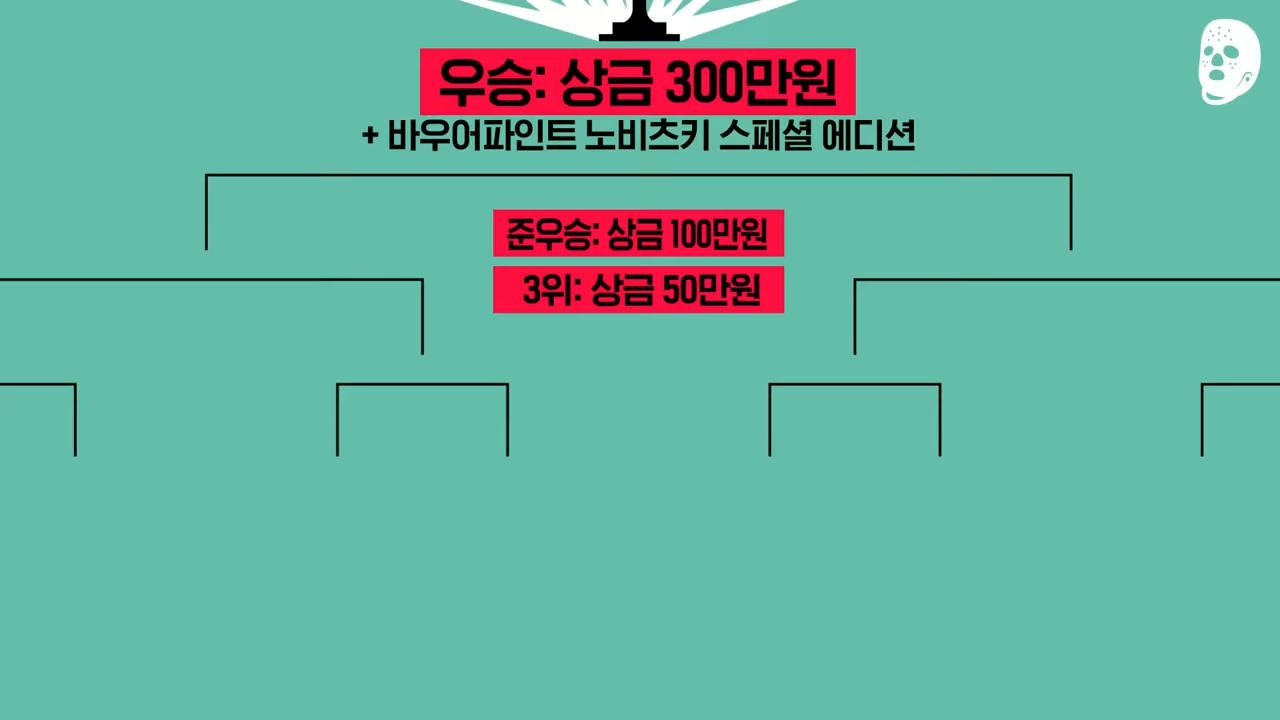 우승: 상금 300만원
+ 바우어파인트 노비츠키 스페셜 에디션
준우승: 상금 100만원
3위: 상금 50만원